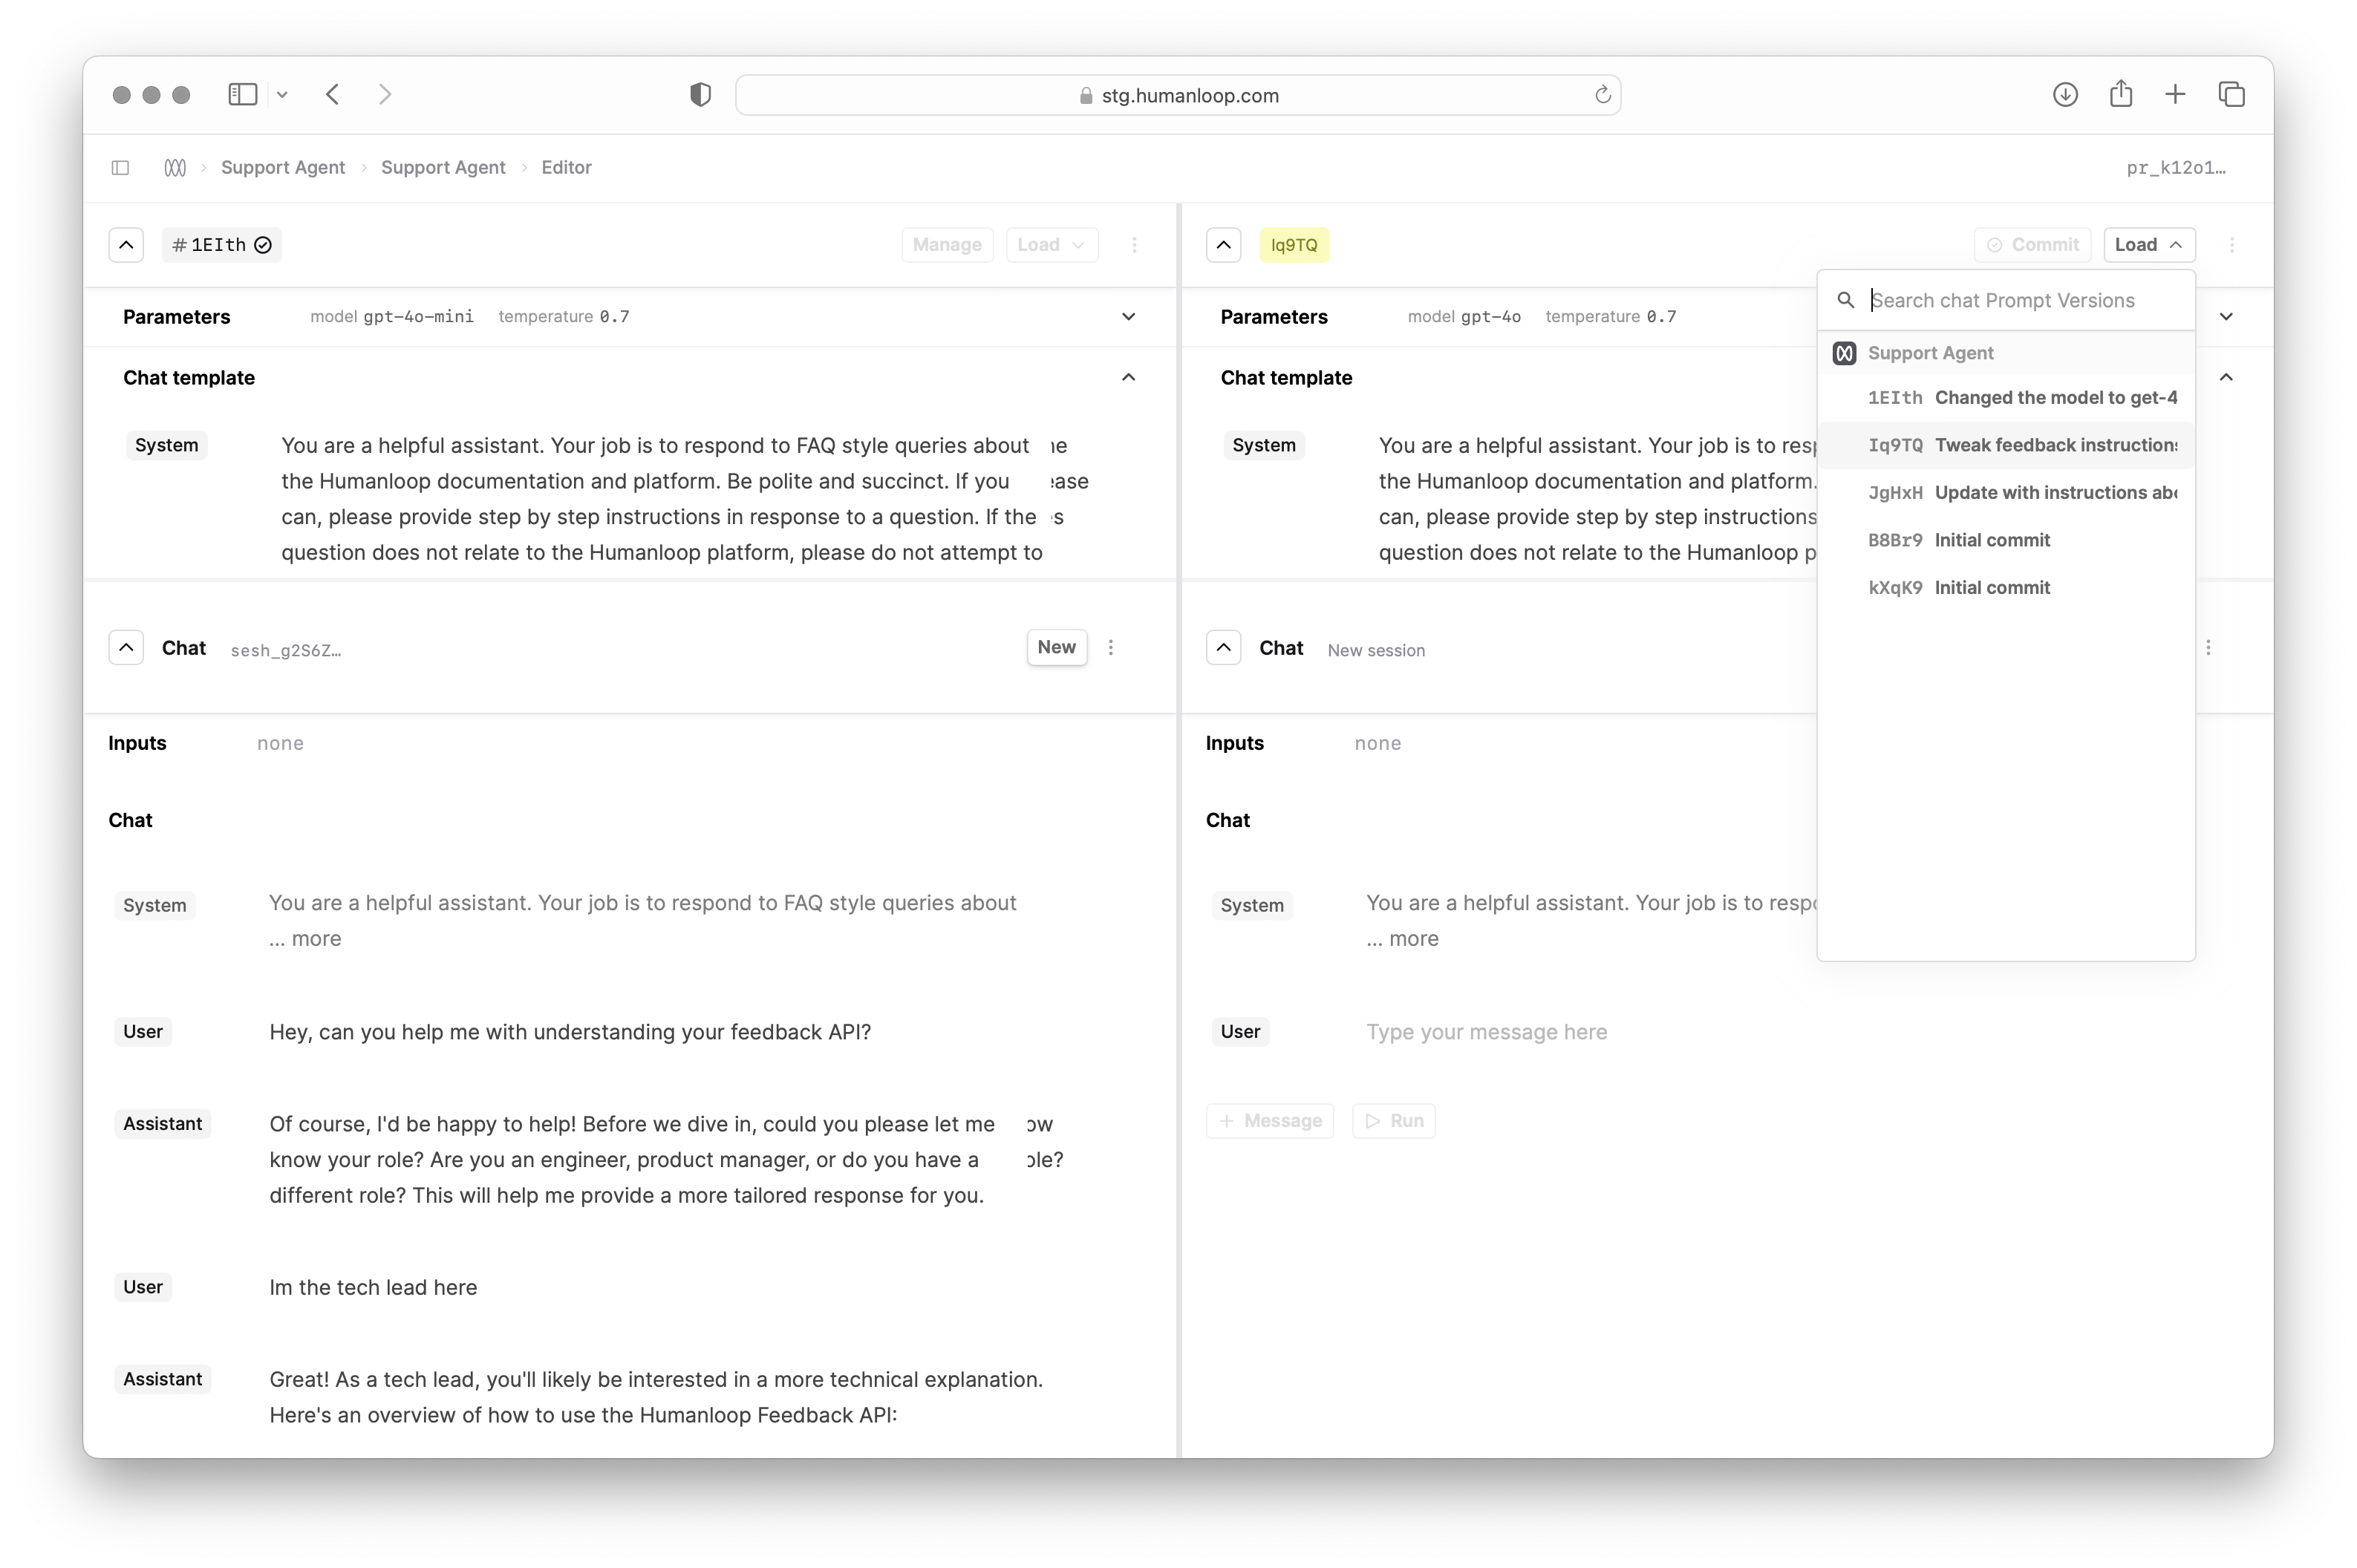 stg.humanloop.com
Support Agent
Support Agent
Editor
pr_k12o1…
#1EIth
Manage
Load
Parameters
model gpt-4o-mini
temperature 0.7
Chat template
System
You are a helpful assistant. Your job is to respond to FAQ style queries about
the Humanloop documentation and platform. Be polite and succinct. If you
can, please provide step by step instructions in response to a question. If the
question does not relate to the Humanloop platform, please do not attempt to
Chat
sesh_g2S6Z…
New
Inputs
none
Chat
System
You are a helpful assistant. Your job is to respond to FAQ style queries about
... more
User
Hey, can you help me with understanding your feedback API?
Assistant
Of course, I'd be happy to help! Before we dive in, could you please let me
know your role? Are you an engineer, product manager, or do you have a
different role? This will help me provide a more tailored response for you.
User
Im the tech lead here
Assistant
Great! As a tech lead, you'll likely be interested in a more technical explanation.
Here's an overview of how to use the Humanloop Feedback API:
Iq9TQ
Commit
Load
Parameters
model gpt-4o
temperature 0.7
Chat template
System
You are a helpful assistant. Your job is to
the Humanloop documentation and platform.
can, please provide step by step instructions
question does not relate to the Humanloop
Chat
New session
Inputs
none
Chat
System
You are a helpful assistant. Your job is to
... more
User
Type your message here
Message
Run
Search chat Prompt Versions
Support Agent
1EIth Changed the model to get-4
Iq9TQ Tweak feedback instructions
JgHxH Update with instructions
B8Br9 Initial commit
kXqK9 Initial commit